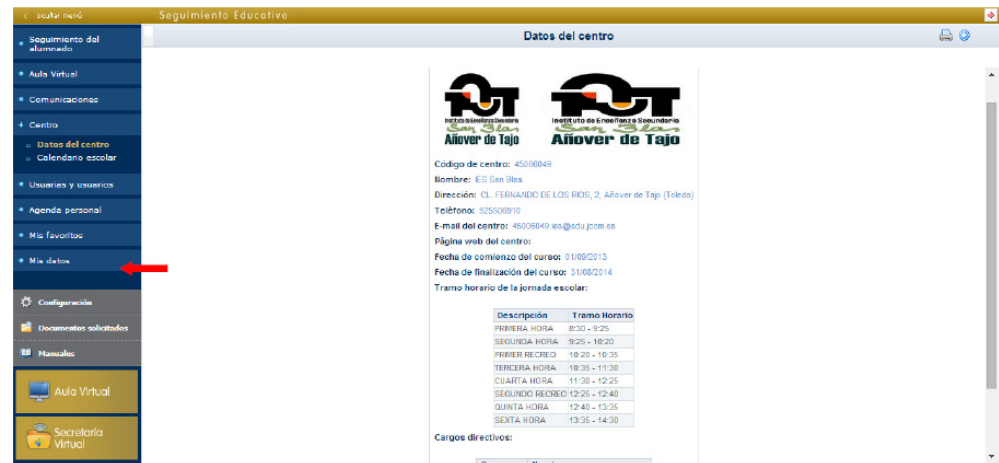 ocultar menú
Seguimiento Educativo
Seguimiento del
alumnado
Aula Virtual
Comunicaciones
Centro
Datos del centro
Calendario escolar
Usuarias y usuarios
Agenda personal
Mis favoritos
Mis datos
Configuración
Documentos solicitados
Manuales
Aula Virtual
Secretaría
Virtual
Datos del centro
Instituto de Enseñanza Secundaria
San Blas
Añover de Tajo
Instituto de Enseñanza Secundaria
San Blas
Añover de Tajo
Código de centro: 45006049
Nombre: IES San Blas
Dirección: CL. FERNANDO DE LOS RIOS, 2, Añover de Tajo (Toledo)
Teléfono: 925506910
E-mail del centro: 45006049.ies@edu.jccm.es
Página web del centro:
Fecha de comienzo del curso: 01/09/2013
Fecha de finalización del curso: 31/08/2014
Tramo horario de la jornada escolar:
Descripción Tramo Horario
PRIMERA HORA 8:30 - 9:25
SEGUNDA HORA 9:25 - 10:20
PRIMER RECREO 10:20 - 10:35
TERCERA HORA 10:35 - 11:30
CUARTA HORA 11:30 - 12:25
SEGUNDO RECREO 12:25 - 12:40
QUINTA HORA 12:40 - 13:35
SEXTA HORA 13:35 - 14:30
Cargos directivos: